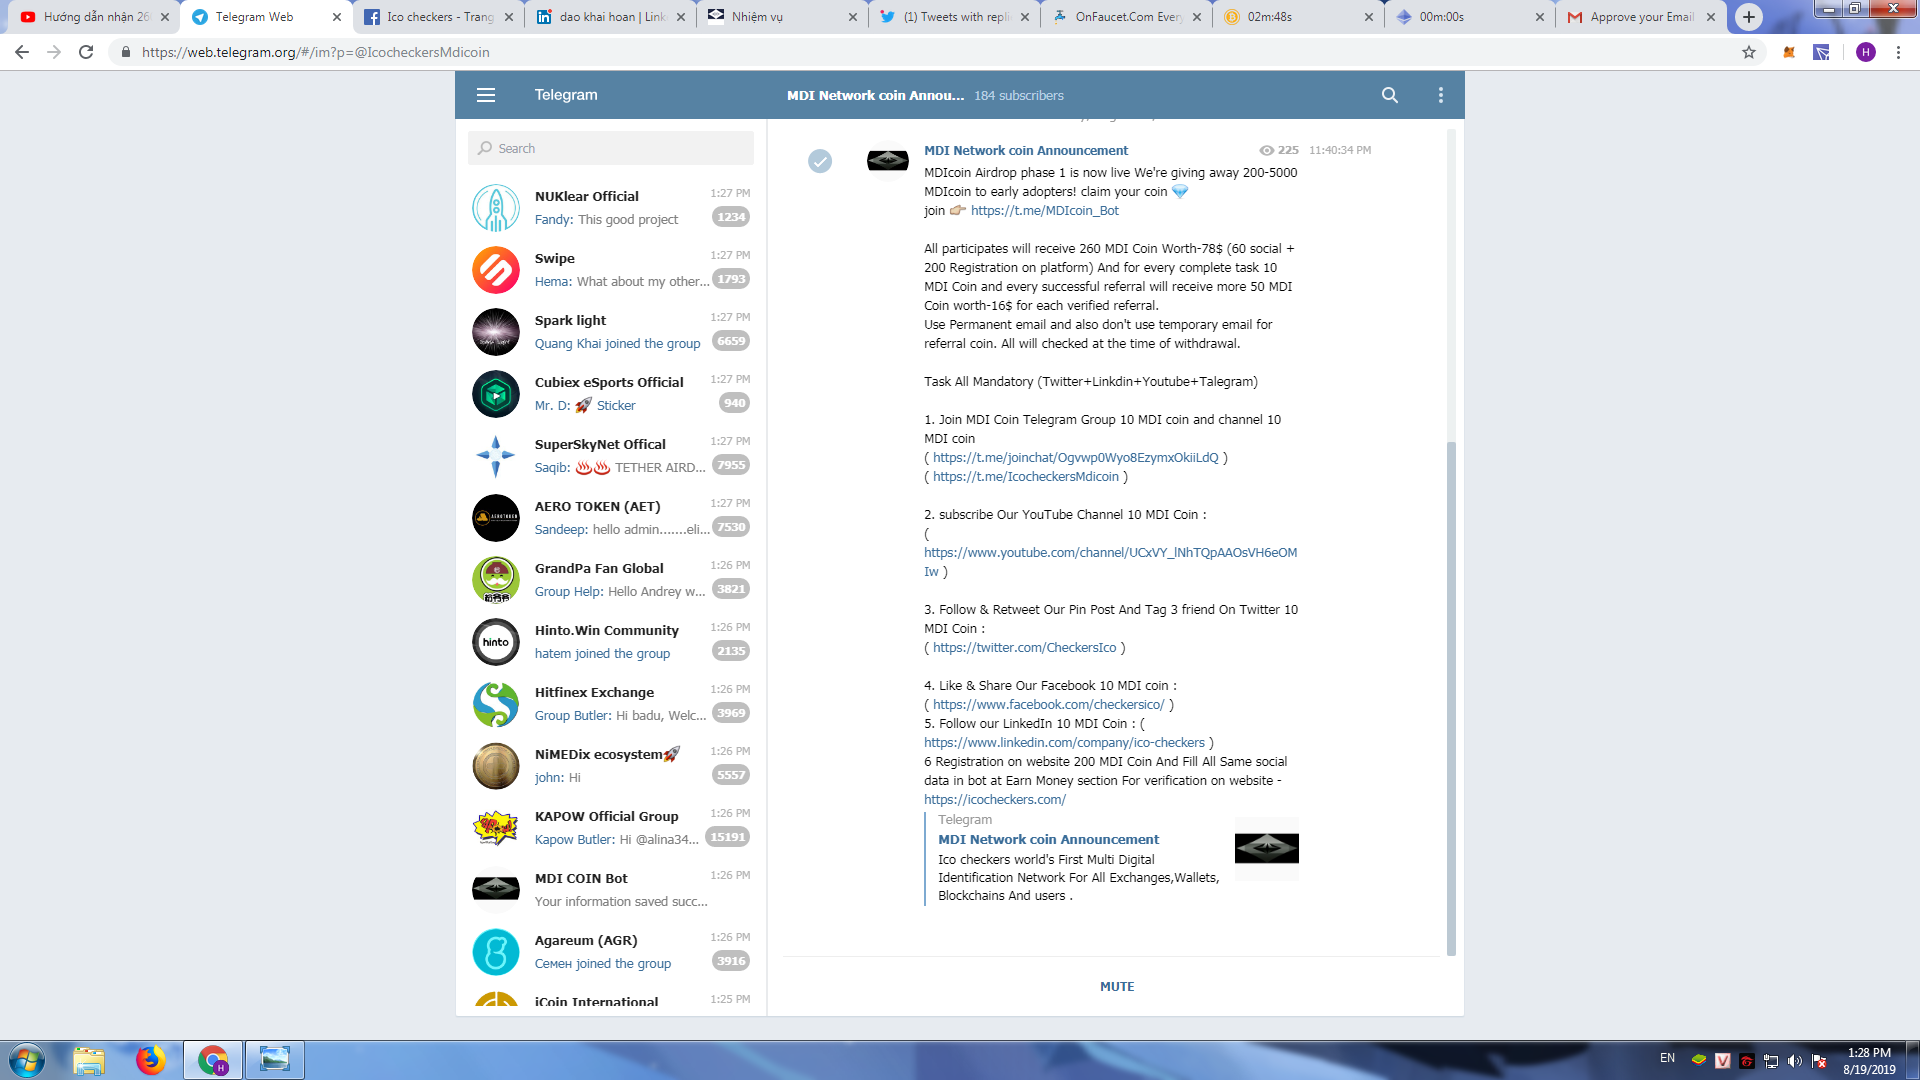 Hướng dẫn nhận 26
Telegram Web
Ico checkers - Trang
dao khai hoan | Link
Nhiệm vụ
(1) Tweets with repli
OnFaucet.Com Every
02m:48s
00m:00s
Approve your Email
https://web.telegram.org/#/im?p=@IcocheckersMdicoin
H
Telegram
MDI Network coin Annou... 184 subscribers
Search
NUKlear Official 1:27 PM
Fandy: This good project 1234
Swipe 1:27 PM
Hema: What about my other... 1793
Spark light 1:27 PM
Quang Khai joined the group 6659
Cubiex eSports Official 1:27 PM
Mr. D: 🚀 Sticker 940
SuperSkyNet Offical 1:27 PM
Saqib: ♨️♨️ TETHER AIRD... 7955
AERO TOKEN (AET) 1:27 PM
Sandeep: hello admin.......eli... 7530
GrandPa Fan Global 1:26 PM
Group Help: Hello Andrey w... 3821
hinto
Hinto.Win Community 1:26 PM
hatem joined the group 2135
Hitfinex Exchange 1:26 PM
Group Butler: Hi badu, Welc... 3969
NiMEDix ecosystem🚀 1:26 PM
john: Hi 5557
KAPOW Official Group 1:26 PM
Kapow Butler: Hi @alina34... 15191
MDI COIN Bot 1:26 PM
Your information saved succ...
Agareum (AGR) 1:26 PM
Семен joined the group 3916
iCoin International 1:25 PM
MDI Network coin Announcement 225 11:40:34 PM
MDIcoin Airdrop phase 1 is now live We're giving away 200-5000
MDIcoin to early adopters! claim your coin 💎
join 👉 https://t.me/MDIcoin_Bot
All participates will receive 260 MDI Coin Worth-78$ (60 social +
200 Registration on platform) And for every complete task 10
MDI Coin and every successful referral will receive more 50 MDI
Coin worth-16$ for each verified referral.
Use Permanent email and also don't use temporary email for
referral coin. All will checked at the time of withdrawal.
Task All Mandatory (Twitter+Linkdin+Youtube+Talegram)
1. Join MDI Coin Telegram Group 10 MDI coin and channel 10
MDI coin
( https://t.me/joinchat/Ogvwp0Wyo8EzymxOkiiLdQ )
( https://t.me/IcocheckersMdicoin )
2. subscribe Our YouTube Channel 10 MDI Coin :
(
https://www.youtube.com/channel/UCxVY_lNhTQpAAOsVH6eOM
Iw )
3. Follow & Retweet Our Pin Post And Tag 3 friend On Twitter 10
MDI Coin :
( https://twitter.com/CheckersIco )
4. Like & Share Our Facebook 10 MDI coin :
( https://www.facebook.com/checkersico/ )
5. Follow our LinkedIn 10 MDI Coin : (
https://www.linkedin.com/company/ico-checkers )
6 Registration on website 200 MDI Coin And Fill All Same social
data in bot at Earn Money section For verification on website -
https://icocheckers.com/
Telegram
MDI Network coin Announcement
Ico checkers world's First Multi Digital
Identification Network For All Exchanges,Wallets,
Blockchains And users .
MUTE
EN
1:28 PM
8/19/2019